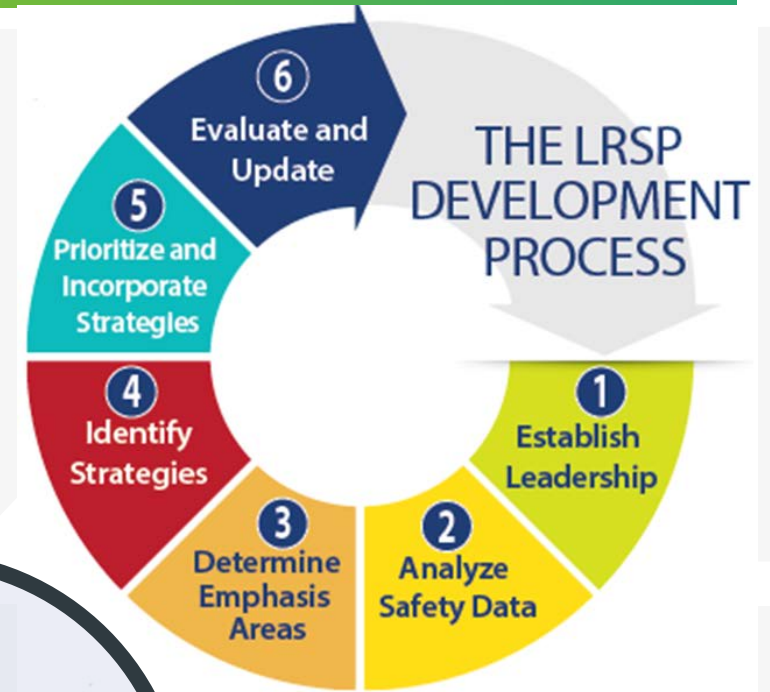 THE LRSP
DEVELOPMENT
PROCESS
1
Establish
Leadership
2
Analyze
Safety Data
3
Determine
Emphasis
Areas
4
Identify
Strategies
5
Prioritize and
Incorporate
Strategies
6
Evaluate and
Update